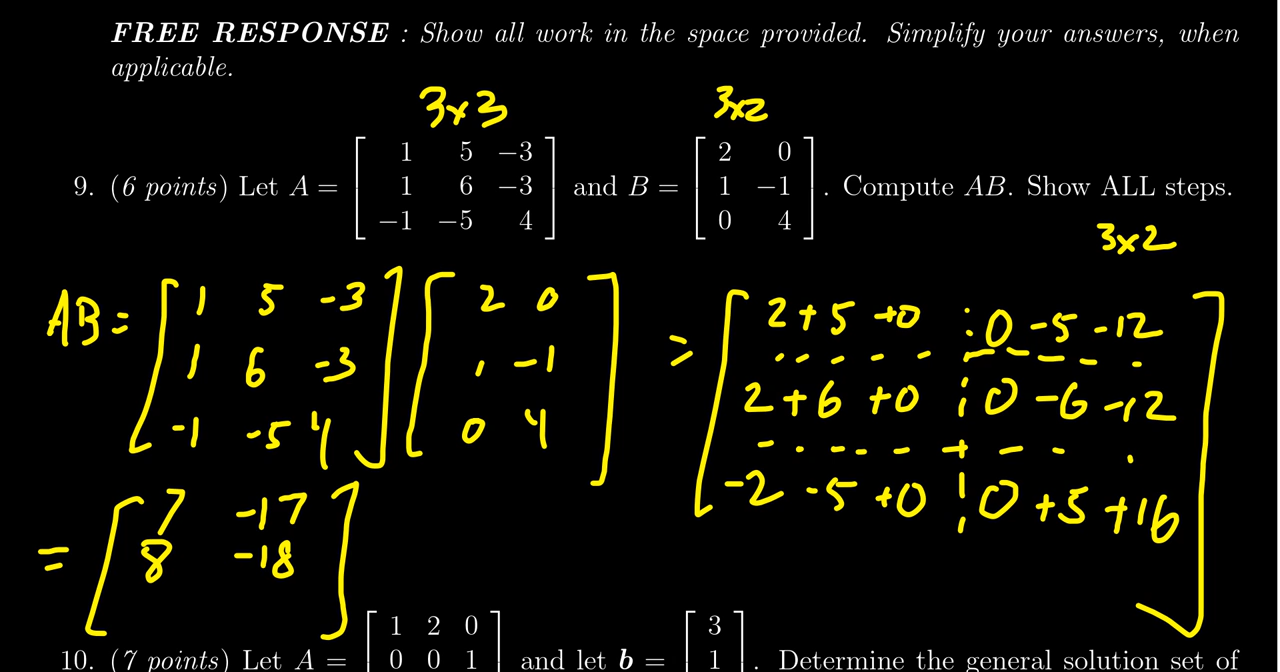 FREE RESPONSE : Show all work in the space provided. Simplify your answers, when
applicable.
3x3 3x2
9. (6 points) Let A = [ 1 5 −3 ; 1 6 −3 ; −1 −5 4 ] and B = [ 2 0 ; 1 −1 ; 0 4 ]. Compute AB. Show ALL steps.
3x2
AB = [ 1 5 -3 ] [ 2 0 ] = [ 2+5+0 0-5-12 ]
[ 1 6 -3 ] [ 1 -1 ] [ 2+6+0 0-6-12 ]
[ -1 -5 4 ] [ 0 4 ] [ -2-5+0 0+5+16 ]
= [ 7 -17
8 -18 ]
10. (7 points) Let A = [ 1 2 0 ; 0 0 1 ] and let b = [ 3 ; 1 ]. Determine the general solution set of